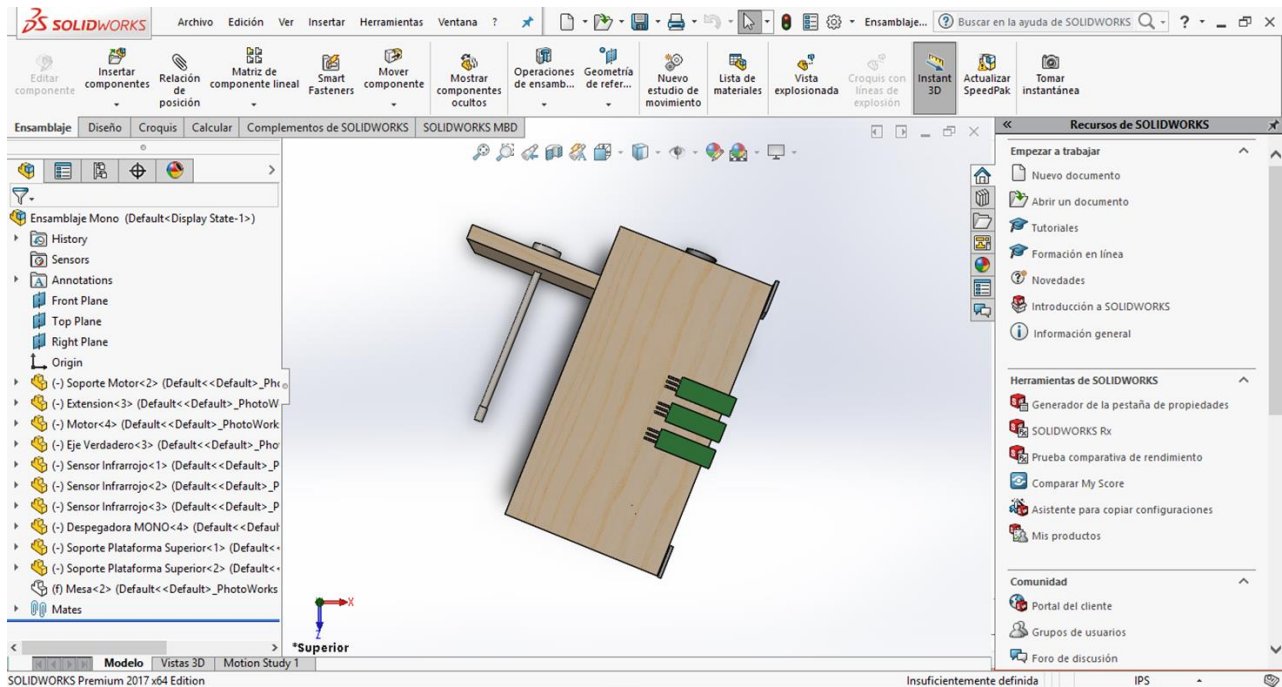 SOLIDWORKS Archivo Edición Ver Insertar Herramientas Ventana ? Ensamblaje... Buscar en la ayuda de SOLIDWORKS ?
Editar componente
Insertar componentes
Relación de posición
Matriz de componente lineal
Smart Fasteners
Mover componente
Mostrar componentes ocultos
Operaciones de ensamb...
Geometría de refer...
Nuevo estudio de movimiento
Lista de materiales
Vista explosionada
Croquis con líneas de explosión
Instant 3D
Actualizar SpeedPak
Tomar instantánea
Ensamblaje Diseño Croquis Calcular Complementos de SOLIDWORKS SOLIDWORKS MBD
Ensamblaje Mono (Default<Display State-1>)
History
Sensors
Annotations
Front Plane
Top Plane
Right Plane
Origin
(-) Soporte Motor<2> (Default<<Default>_Pho
(-) Extension<3> (Default<<Default>_PhotoW
(-) Motor<4> (Default<<Default>_PhotoWork
(-) Eje Verdadero<3> (Default<<Default>_Pho
(-) Sensor Infrarrojo<1> (Default<<Default>_P
(-) Sensor Infrarrojo<2> (Default<<Default>_P
(-) Sensor Infrarrojo<3> (Default<<Default>_P
(-) Despegadora MONO<4> (Default<<Defaul
(-) Soporte Plataforma Superior<1> (Default<
(-) Soporte Plataforma Superior<2> (Default<
(f) Mesa<2> (Default<<Default>_PhotoWorks
Mates
X
Z
*Superior
Modelo Vistas 3D Motion Study 1
SOLIDWORKS Premium 2017 x64 Edition
Insuficientemente definida IPS
Recursos de SOLIDWORKS
Empezar a trabajar
Nuevo documento
Abrir un documento
Tutoriales
Formación en línea
Novedades
Introducción a SOLIDWORKS
Información general
Herramientas de SOLIDWORKS
Generador de la pestaña de propiedades
SOLIDWORKS Rx
Prueba comparativa de rendimiento
Comparar My Score
Asistente para copiar configuraciones
Mis productos
Comunidad
Portal del cliente
Grupos de usuarios
Foro de discusión